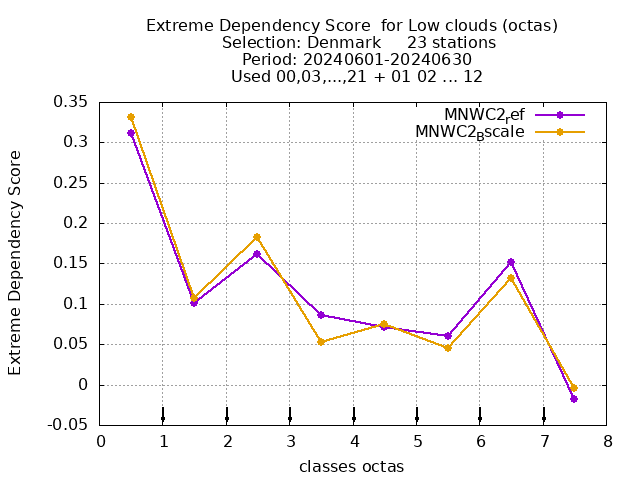 Extreme Dependency Score  for Low clouds (octas)
Selection: Denmark     23 stations
Period: 20240601-20240630
Used 00,03,...,21 + 01 02 ... 12
MNWC2ref
MNWC2Bscale
0.35
0.3
0.25
0.2
0.15
0.1
0.05
0
-0.05
Extreme Dependency Score
0 1 2 3 4 5 6 7 8
classes octas